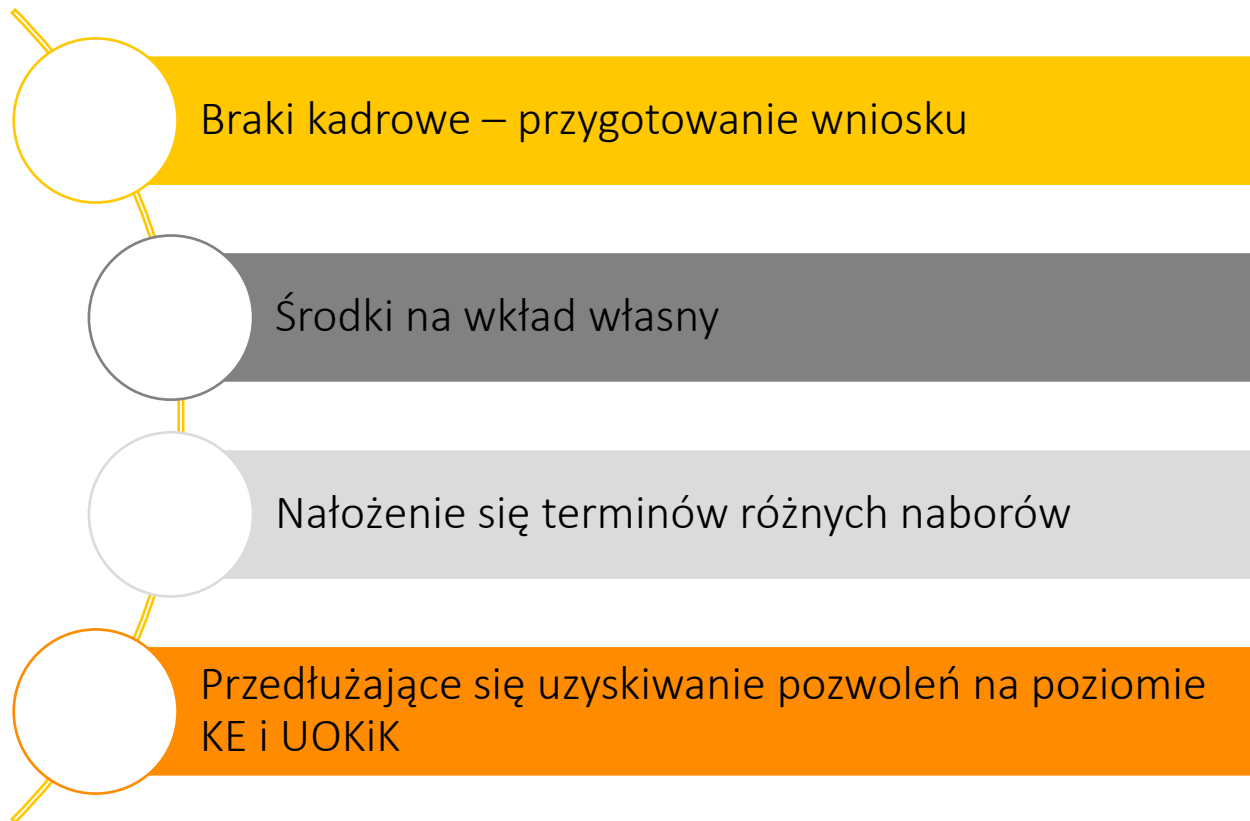 Braki kadrowe – przygotowanie wniosku
Środki na wkład własny
Nałożenie się terminów różnych naborów
Przedłużające się uzyskiwanie pozwoleń na poziomie
KE i UOKiK